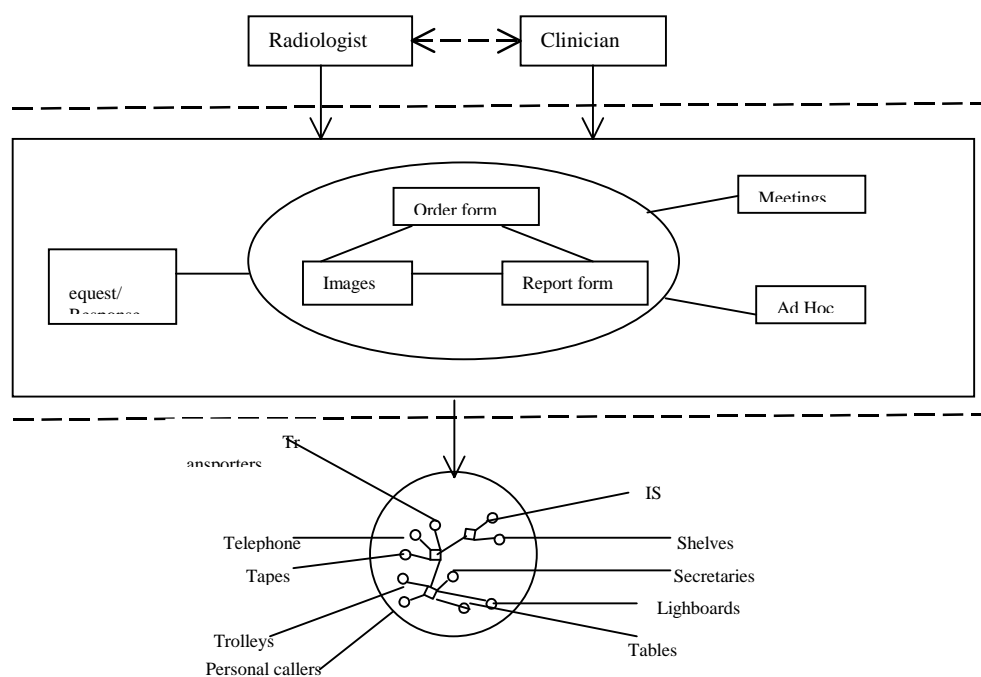 Radiologist
Clinician
Order form
Meetings
Images
Report form
equest/
Response
Ad Hoc
Tr
ansporters
IS
Telephone
Shelves
Tapes
Secretaries
Lighboards
Trolleys
Tables
Personal callers